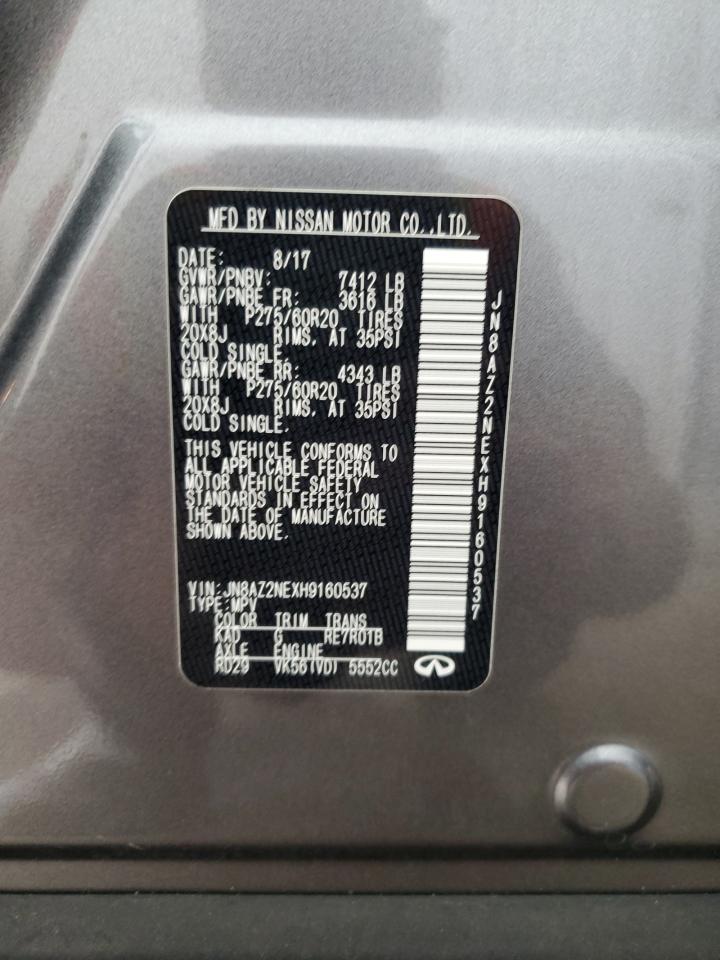 MFD BY NISSAN MOTOR CO.,LTD.
DATE: 8/17
GVWR/PNBV: 7412 LB
GAWR/PNBE FR: 3616 LB
WITH P275/60R20 TIRES
20X8J RIMS. AT 35PSI
COLD SINGLE.
GAWR/PNBE RR: 4343 LB
WITH P275/60R20 TIRES
20X8J RIMS. AT 35PSI
COLD SINGLE.
THIS VEHICLE CONFORMS TO
ALL APPLICABLE FEDERAL
MOTOR VEHICLE SAFETY
STANDARDS IN EFFECT ON
THE DATE OF MANUFACTURE
SHOWN ABOVE.
VIN:JN8AZ2NEXH9160537
TYPE:MPV
COLOR TRIM TRANS
KAD G RE7R01B
AXLE ENGINE
RD29 VK56(VD) 5552CC
JN8AZ2NEXH9160537